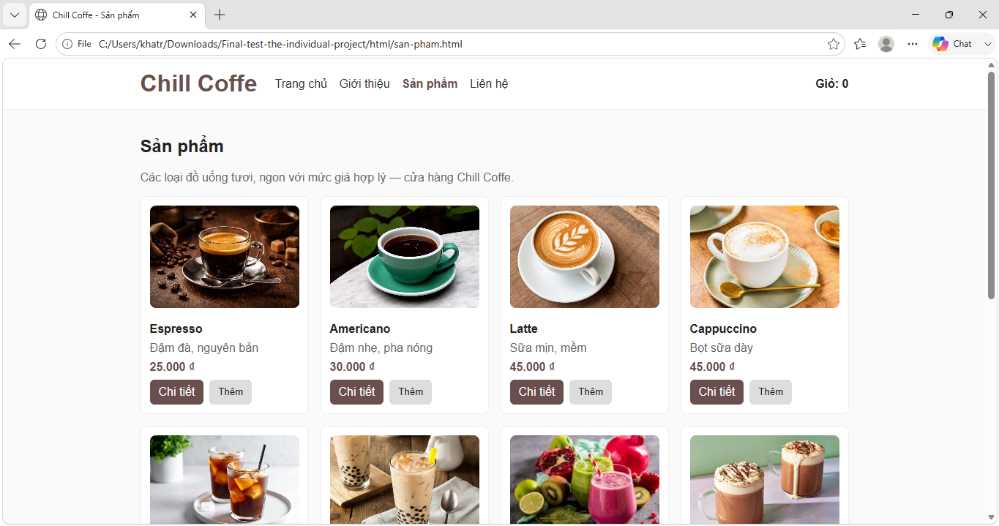 Chill Coffe - Sản phẩm
File C:/Users/khatr/Downloads/Final-test-the-individual-project/html/san-pham.html
Chat
Chill Coffe Trang chủ Giới thiệu Sản phẩm Liên hệ Giỏ: 0
Sản phẩm
Các loại đồ uống tươi, ngon với mức giá hợp lý — cửa hàng Chill Coffe.
Espresso
Đậm đà, nguyên bản
25.000 ₫
Chi tiết Thêm
Americano
Đậm nhẹ, pha nóng
30.000 ₫
Chi tiết Thêm
Latte
Sữa mịn, mềm
45.000 ₫
Chi tiết Thêm
Cappuccino
Bọt sữa dày
45.000 ₫
Chi tiết Thêm